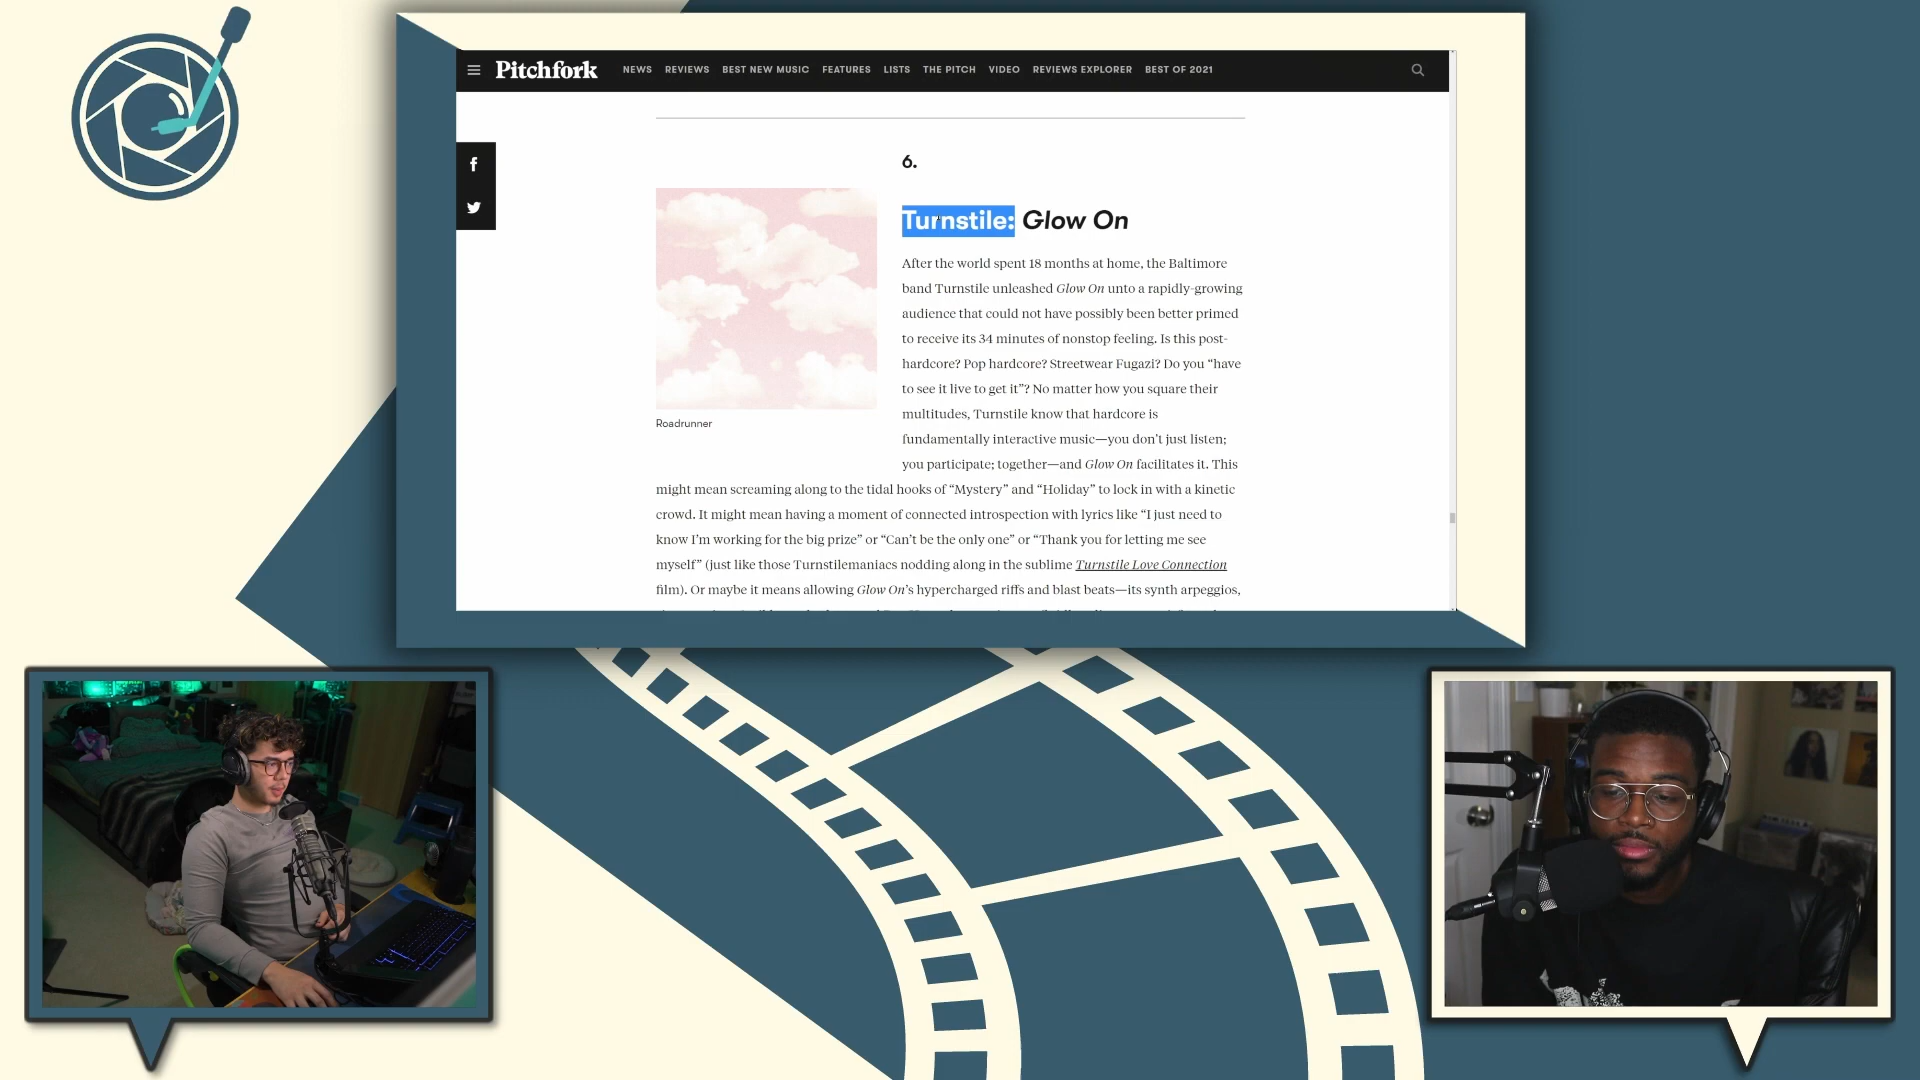 Pitchfork NEWS REVIEWS BEST NEW MUSIC FEATURES LISTS THE PITCH VIDEO REVIEWS EXPLORER BEST OF 2021
6.
Turnstile: Glow On
After the world spent 18 months at home, the Baltimore
band Turnstile unleashed Glow On unto a rapidly-growing
audience that could not have possibly been better primed
to receive its 34 minutes of nonstop feeling. Is this post-
hardcore? Pop hardcore? Streetwear Fugazi? Do you “have
to see it live to get it”? No matter how you square their
multitudes, Turnstile know that hardcore is
fundamentally interactive music—you don’t just listen;
you participate; together—and Glow On facilitates it. This
Roadrunner
might mean screaming along to the tidal hooks of “Mystery” and “Holiday” to lock in with a kinetic
crowd. It might mean having a moment of connected introspection with lyrics like “I just need to
know I’m working for the big prize” or “Can’t be the only one” or “Thank you for letting me see
myself” (just like those Turnstilemaniacs nodding along in the sublime Turnstile Love Connection
film). Or maybe it means allowing Glow On’s hypercharged riffs and blast beats—its synth arpeggios,